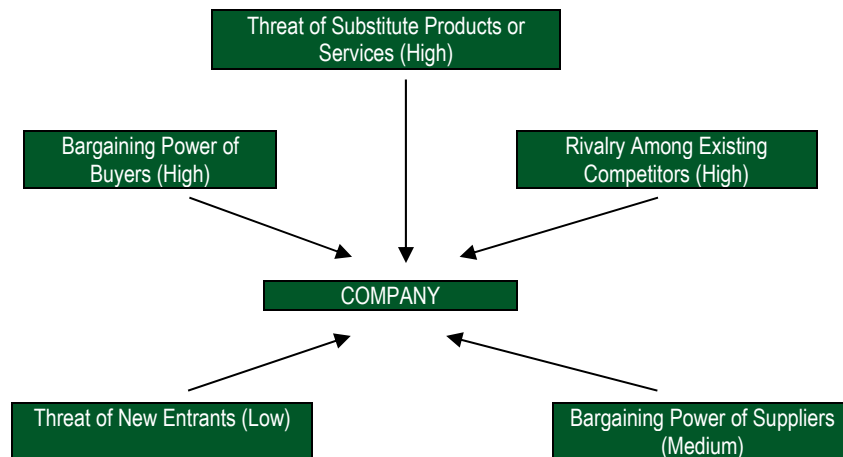 Threat of Substitute Products or
Services (High)
Bargaining Power of
Buyers (High)
Rivalry Among Existing
Competitors (High)
COMPANY
Threat of New Entrants (Low)
Bargaining Power of Suppliers
(Medium)